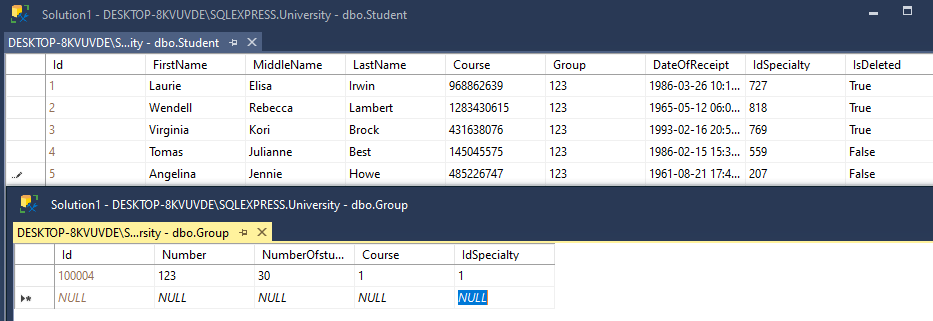 Solution1 - DESKTOP-8KVUVDE\SQLEXPRESS.University - dbo.Student
DESKTOP-8KVUVDE\S...ity - dbo.Student
Id FirstName MiddleName LastName Course Group DateOfReceipt IdSpecialty IsDeleted
1 Laurie Elisa Irwin 968862639 123 1986-03-26 10:1... 727 True
2 Wendell Rebecca Lambert 1283430615 123 1965-05-12 06:0... 818 True
3 Virginia Kori Brock 431638076 123 1993-02-16 20:5... 769 True
4 Tomas Julianne Best 145045575 123 1986-02-15 15:3... 559 False
5 Angelina Jennie Howe 485226747 123 1961-08-21 17:4... 207 False
Solution1 - DESKTOP-8KVUVDE\SQLEXPRESS.University - dbo.Group
DESKTOP-8KVUVDE\S...rsity - dbo.Group
Id Number NumberOfstu... Course IdSpecialty
100004 123 30 1 1
NULL NULL NULL NULL NULL